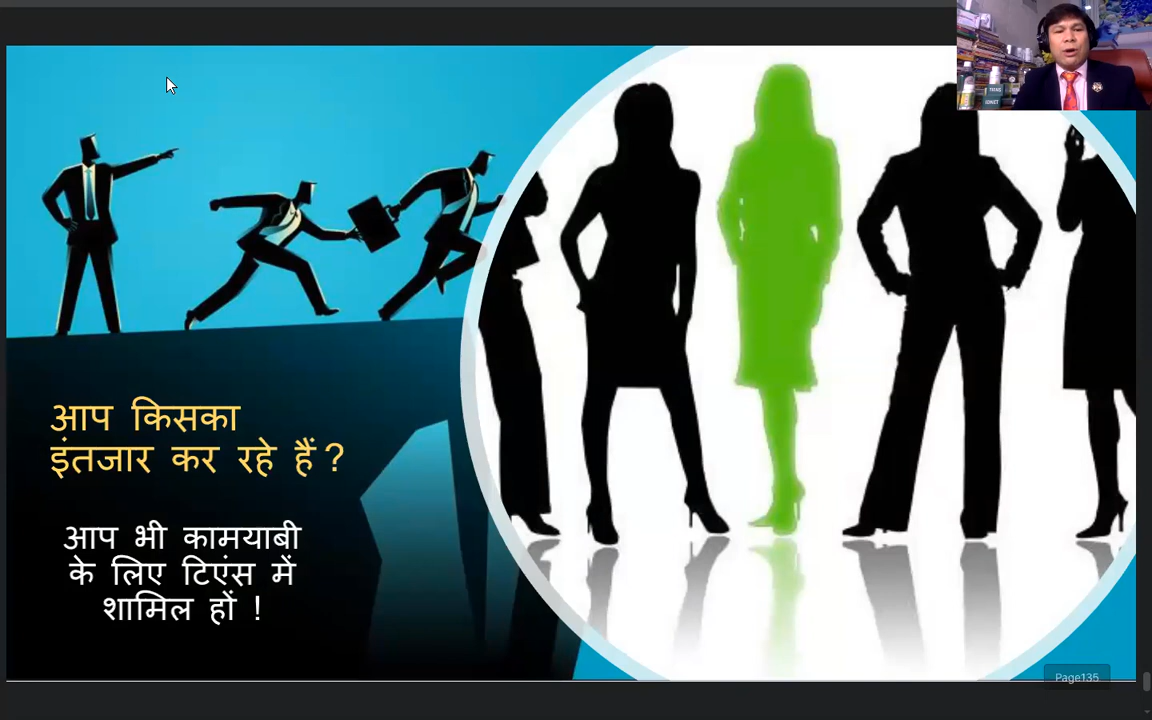 आप किसका
इंतजार कर रहे हैं ?
आप भी कामयाबी
के लिए टिएंस में
शामिल हों !
Page135